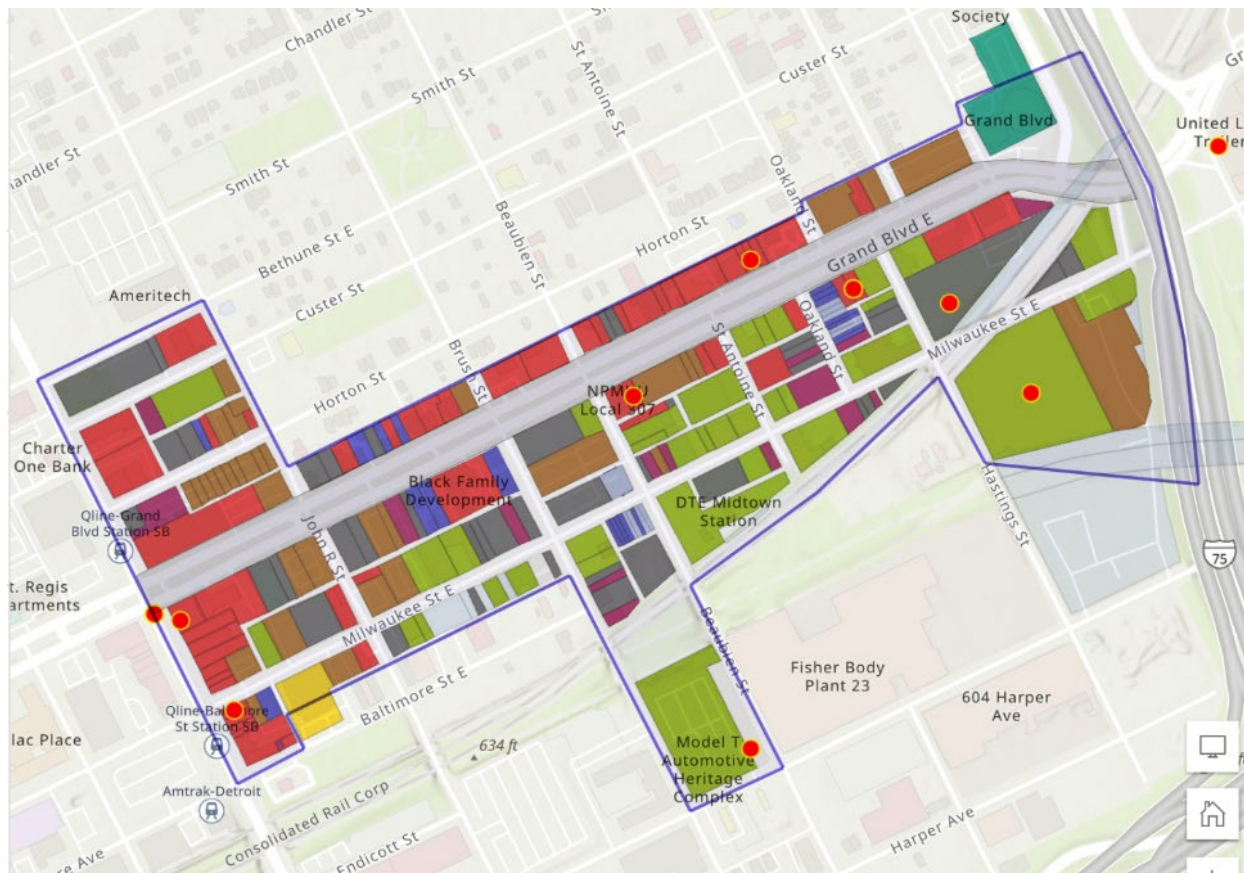 Society
Chandler St
Smith St
St Antoine St
Custer St
Grand Blvd
United L
Trailer
handler St
Smith St
Beaubien St
Oakland St
Horton St
Bethune St E
Grand Blvd E
Ameritech
Custer St
Brush St
St Antoine St
Oakland St
Milwaukee St E
Horton St
Local 307
Charter
One Bank
Black Family
Development
Qline-Grand
Blvd Station SB
John R St
DTE Midtown
Station
Hastings St
75
t. Regis
artments
Milwaukee St E
Beaubien St
Fisher Body
Plant 23
604 Harper
Ave
Baltimore St E
Qline-Baltimore
St Station SB
lac Place
634 ft
Model T
Automotive
Heritage
Complex
Amtrak-Detroit
Consolidated Rail Corp
Harper Ave
re Ave
Endicott St